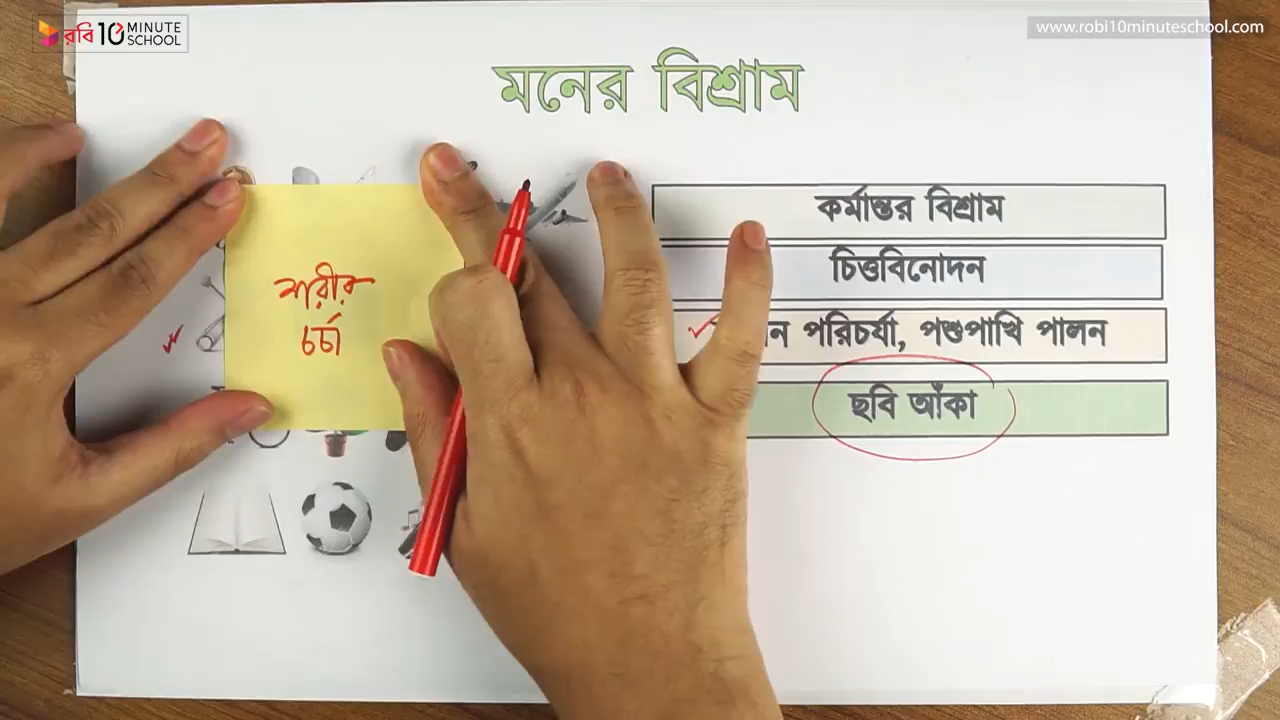 রবি 10 MINUTE SCHOOL
www.robi10minuteschool.com
মনের বিশ্রাম
কর্মান্তর বিশ্রাম
চিত্তবিনোদন
পরিচর্যা, পশুপাখি পালন
ছবি আঁকা
শরীর
চর্চা